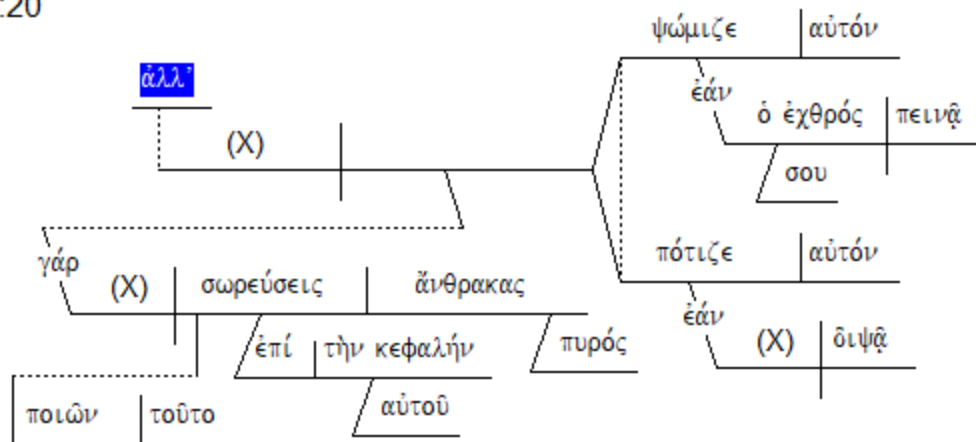 :20
ψώμιζε αὐτόν
ἀλλ’
ἐάν
ὁ ἐχθρός πεινᾷ
(X)
σου
γάρ
πότιζε αὐτόν
(X) σωρεύσεις ἄνθρακας
ἐάν
ἐπί τὴν κεφαλήν πυρός
(X) διψᾷ
ποιῶν τοῦτο
αὐτοῦ